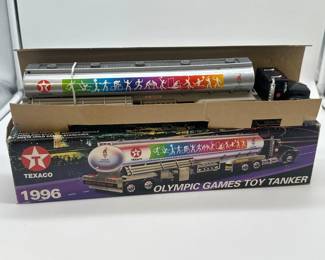 TEXACO
1996
OLYMPIC GAMES TOY TANKER